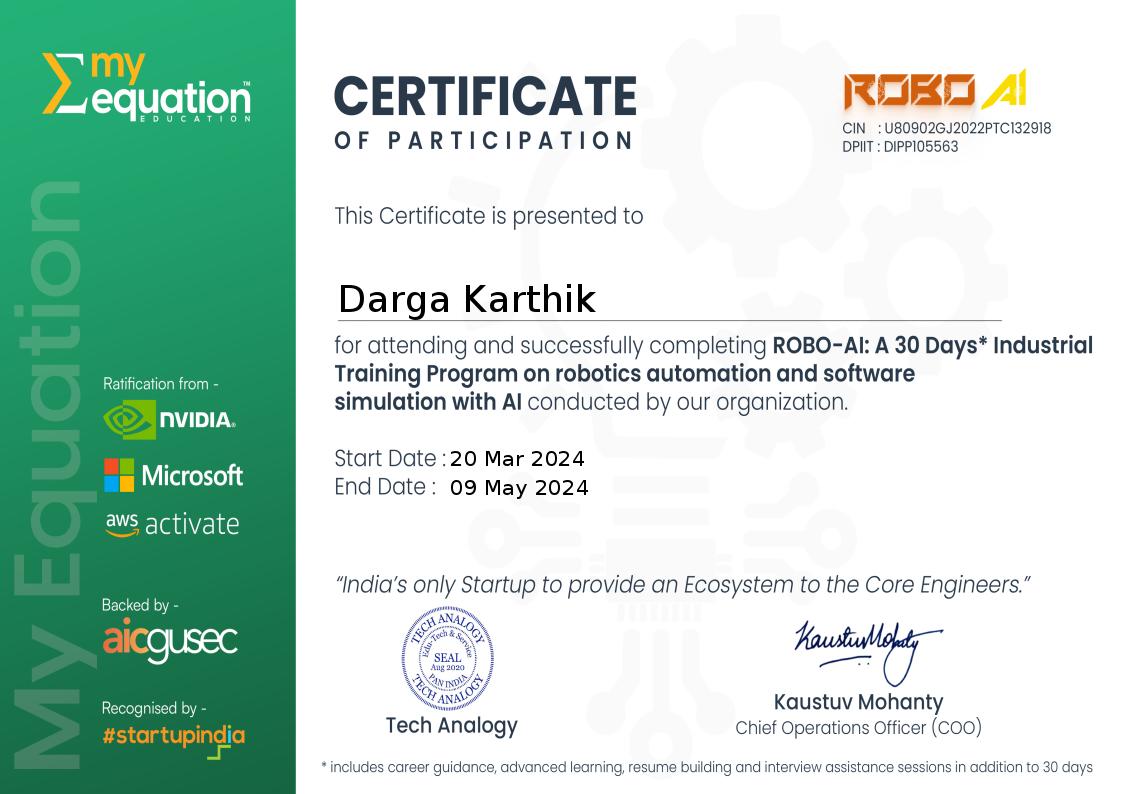 my
equation™
EDUCATION
My Equation
Ratification from -
NVIDIA®
Microsoft
aws activate
Backed by -
aicgusec
Recognised by -
#startupindia
CERTIFICATE
OF PARTICIPATION
ROBO AI
CIN : U80902GJ2022PTC132918
DPIIT : DIPP105563
This Certificate is presented to
Darga Karthik
for attending and successfully completing ROBO-AI: A 30 Days* Industrial
Training Program on robotics automation and software
simulation with AI conducted by our organization.
Start Date : 20 Mar 2024
End Date : 09 May 2024
“India’s only Startup to provide an Ecosystem to the Core Engineers.”
TECH ANALOGY
Edu-Tech & Service
SEAL
Aug 2020
PAN INDIA
TECH ANALOGY
Tech Analogy
Kaustuv Mohanty
Kaustuv Mohanty
Chief Operations Officer (COO)
* includes career guidance, advanced learning, resume building and interview assistance sessions in addition to 30 days